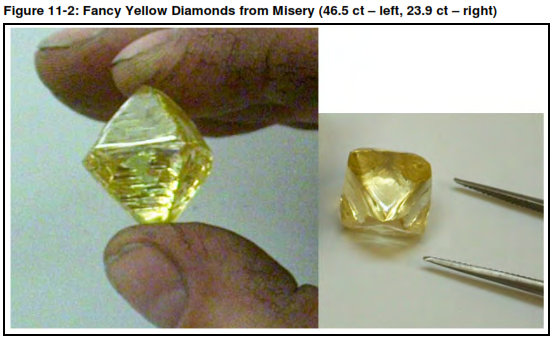 Figure 11-2: Fancy Yellow Diamonds from Misery (46.5 ct – left, 23.9 ct – right)